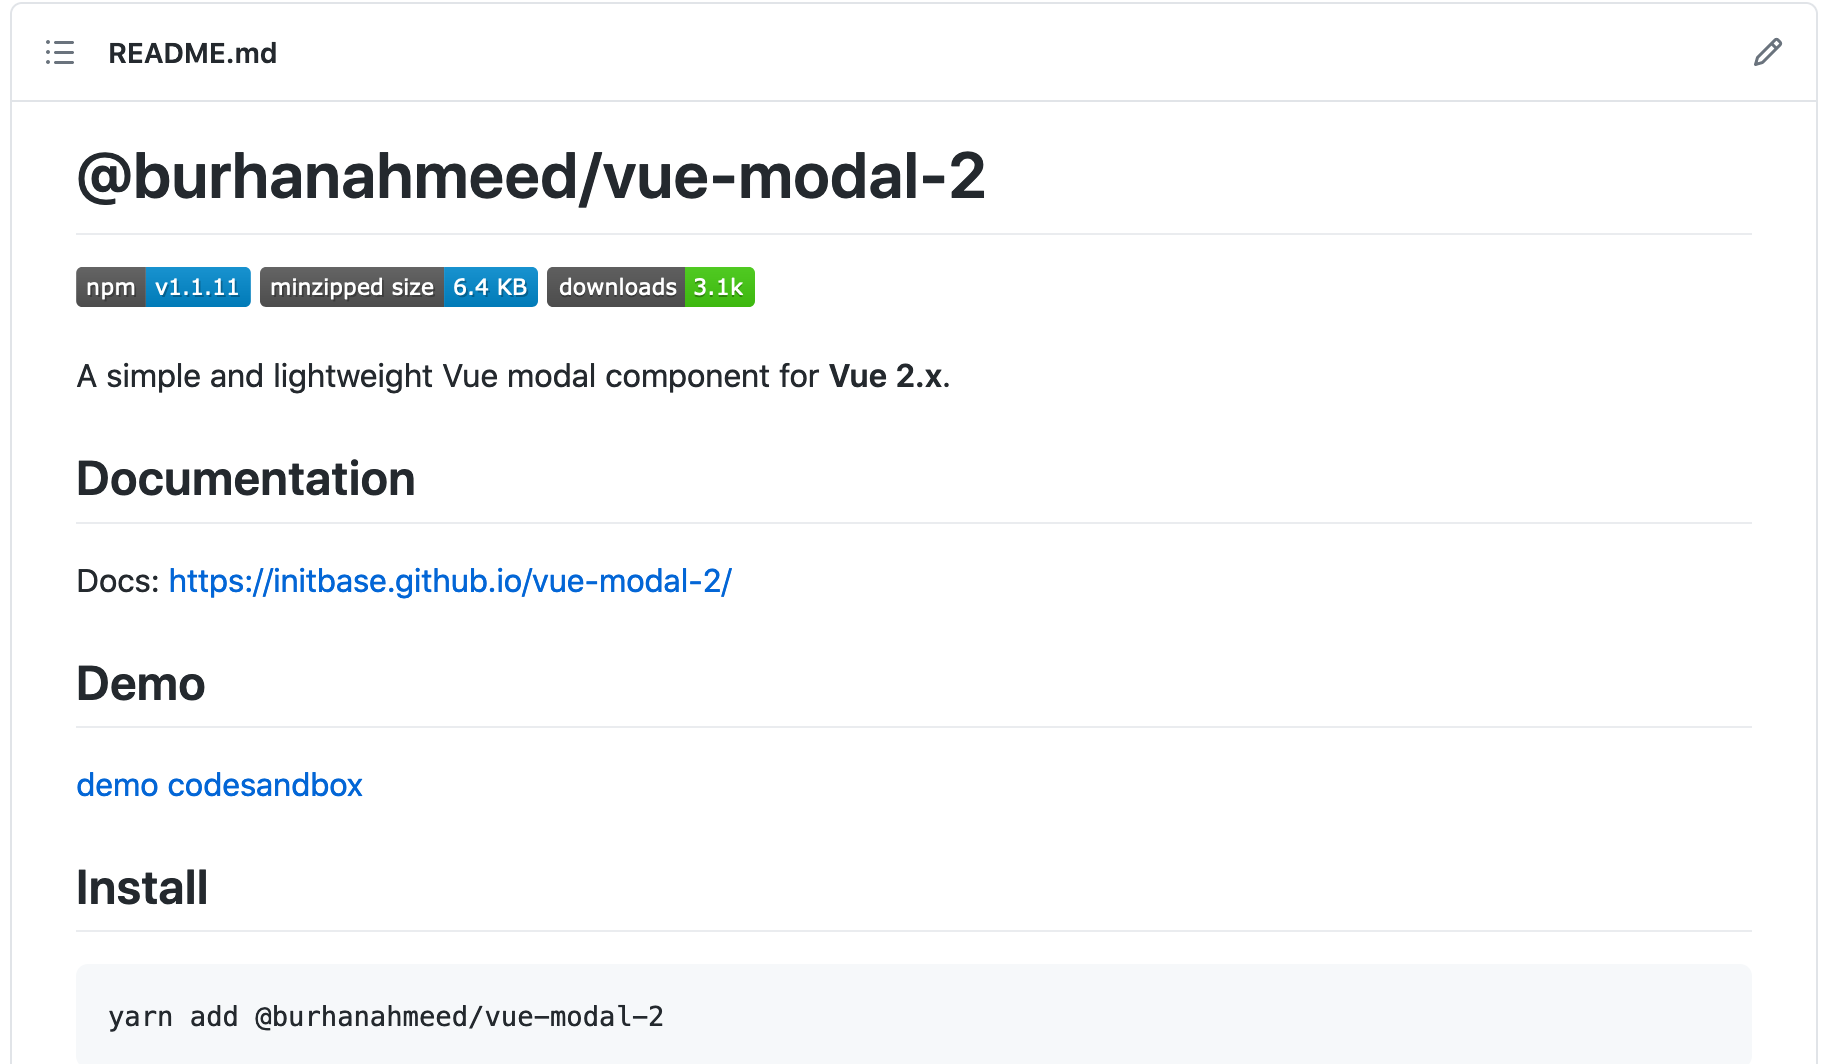 README.md
@burhanahmeed/vue-modal-2
npm v1.1.11 minzipped size 6.4 KB downloads 3.1k
A simple and lightweight Vue modal component for Vue 2.x.
Documentation
Docs: https://initbase.github.io/vue-modal-2/
Demo
demo codesandbox
Install
yarn add @burhanahmeed/vue-modal-2